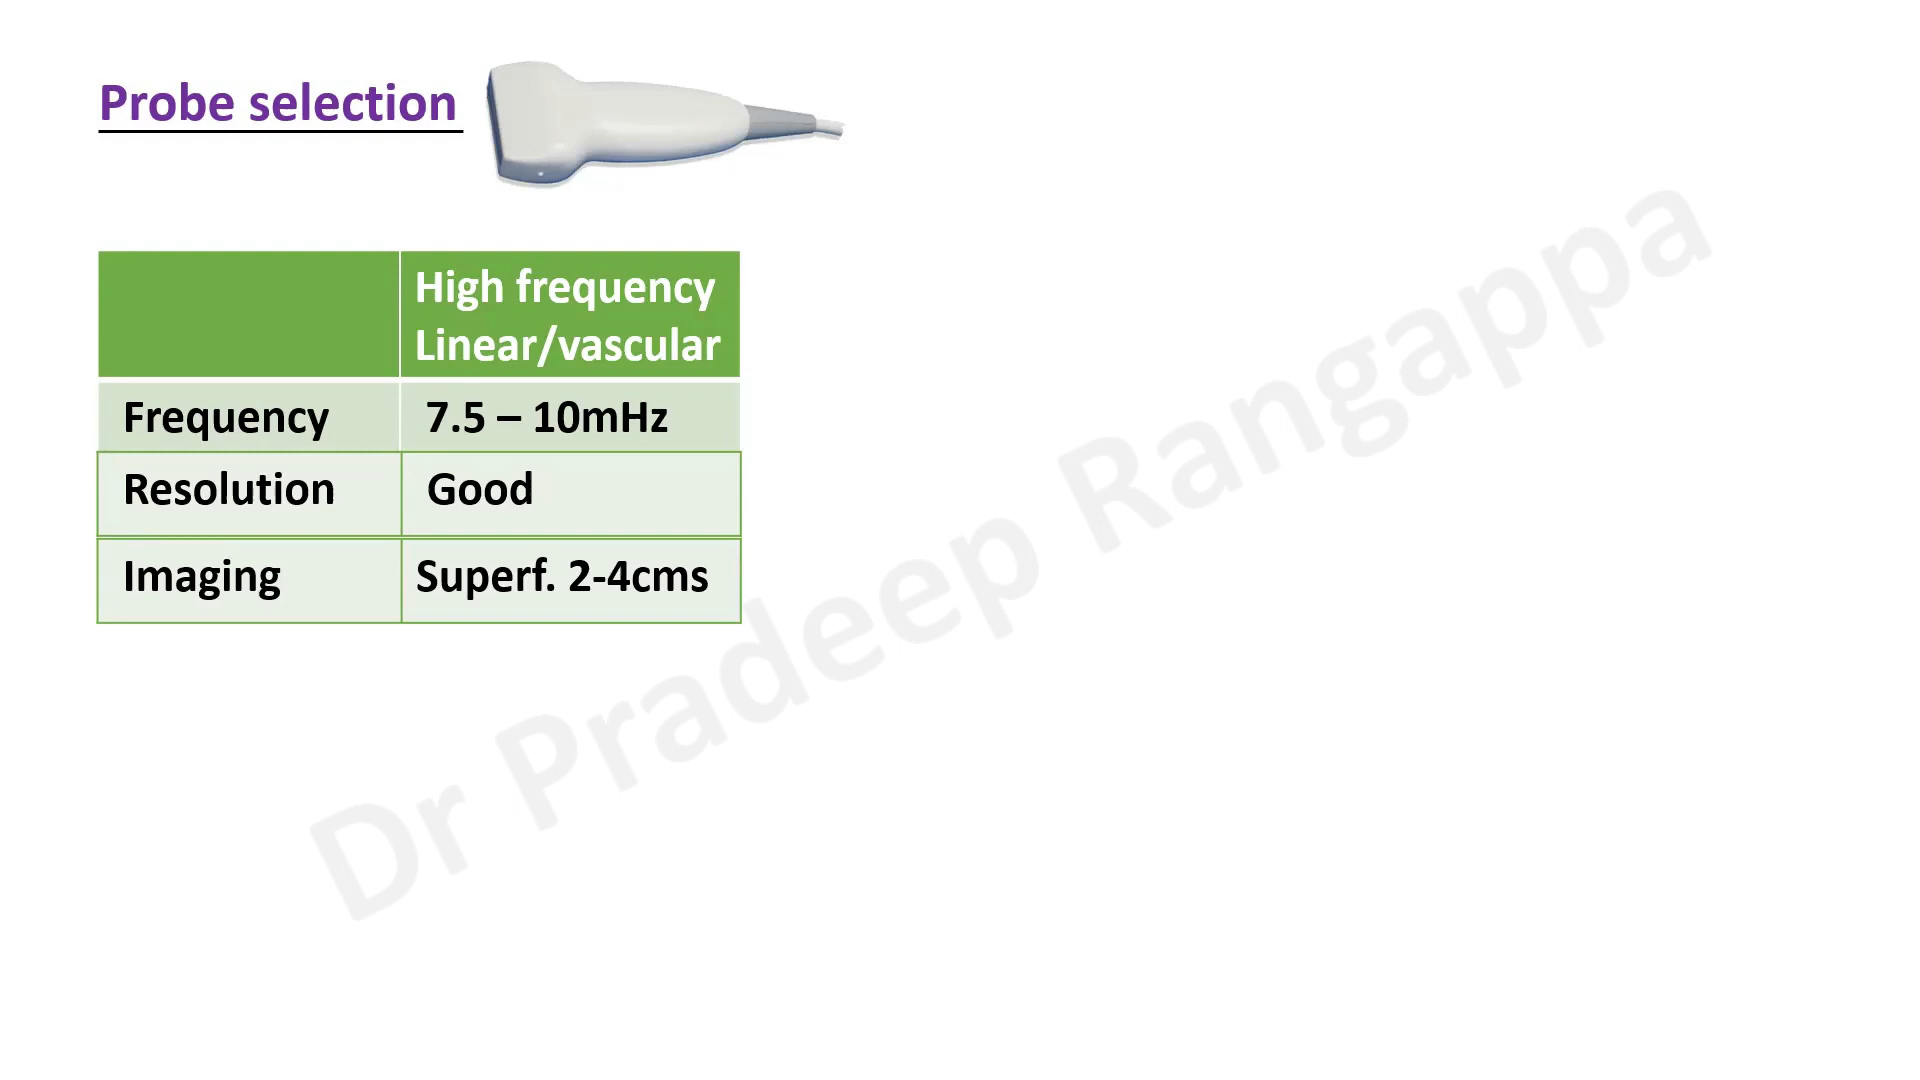 Probe selection
High frequency
Linear/vascular
Frequency 7.5 – 10mHz
Resolution Good
Imaging Superf. 2-4cms
Dr Pradeep Rangappa